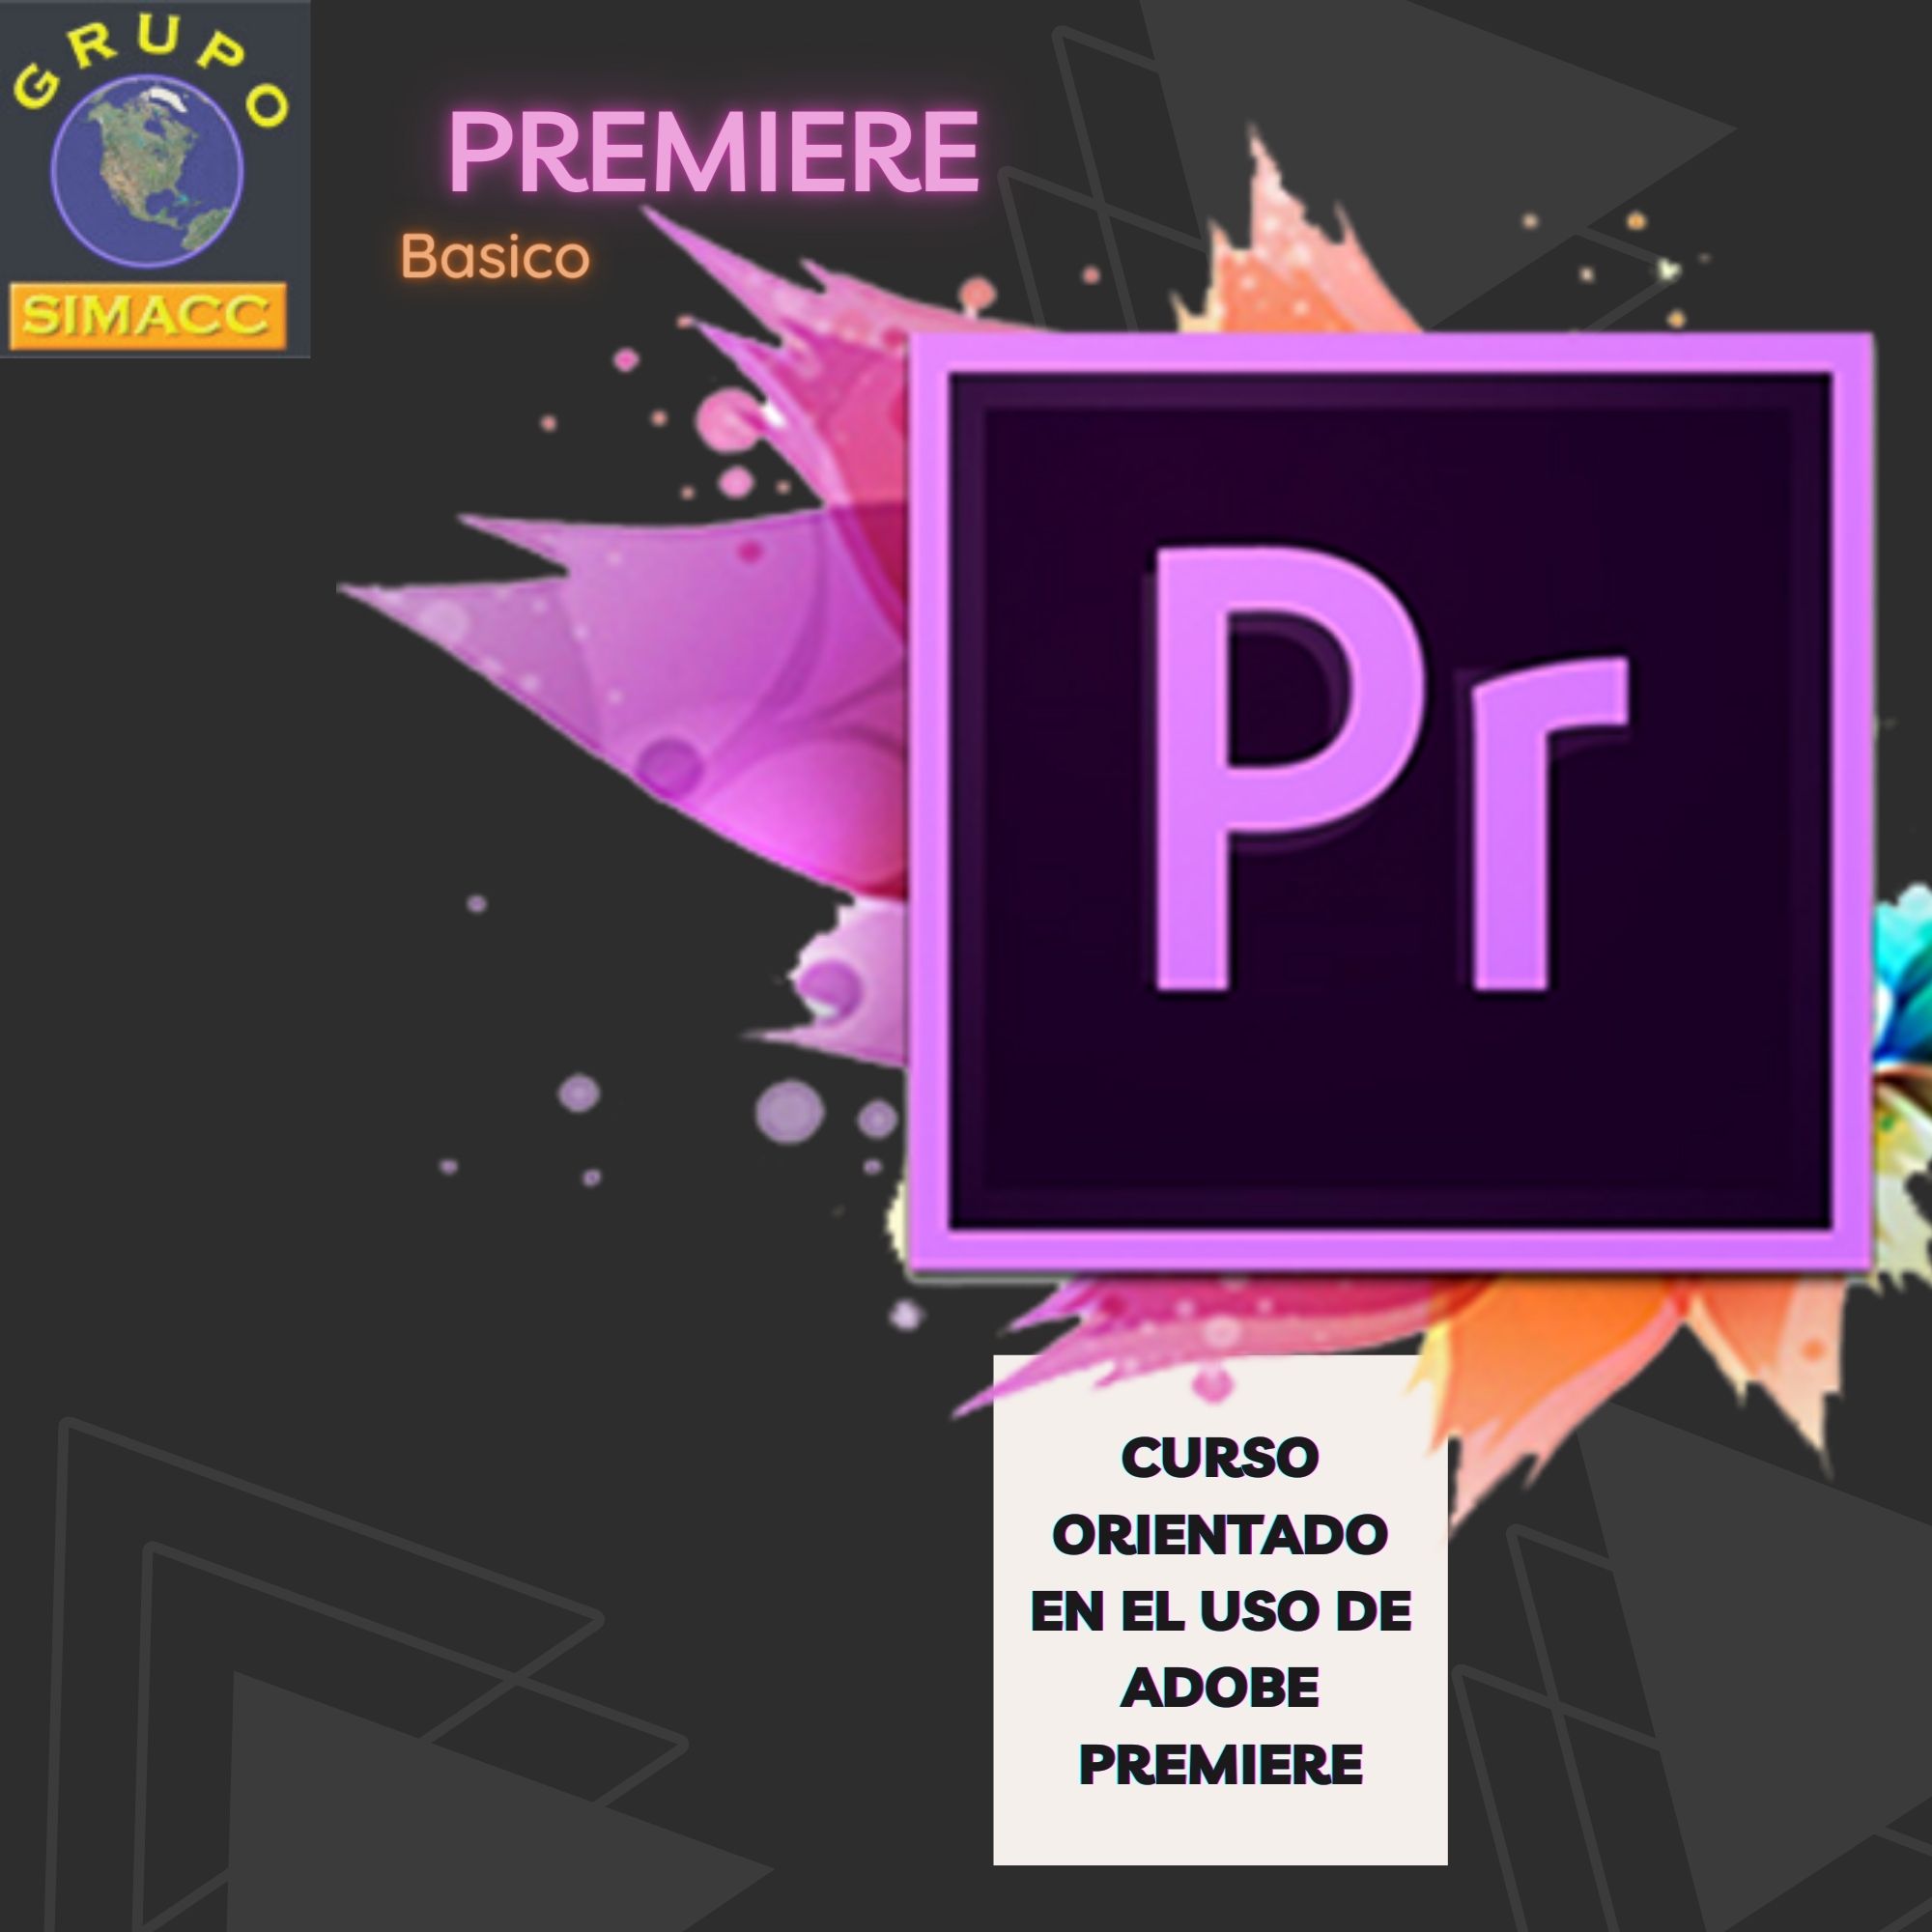 GRUPO
SIMACC
PREMIERE
Basico
Pr
CURSO
ORIENTADO
EN EL USO DE
ADOBE
PREMIERE